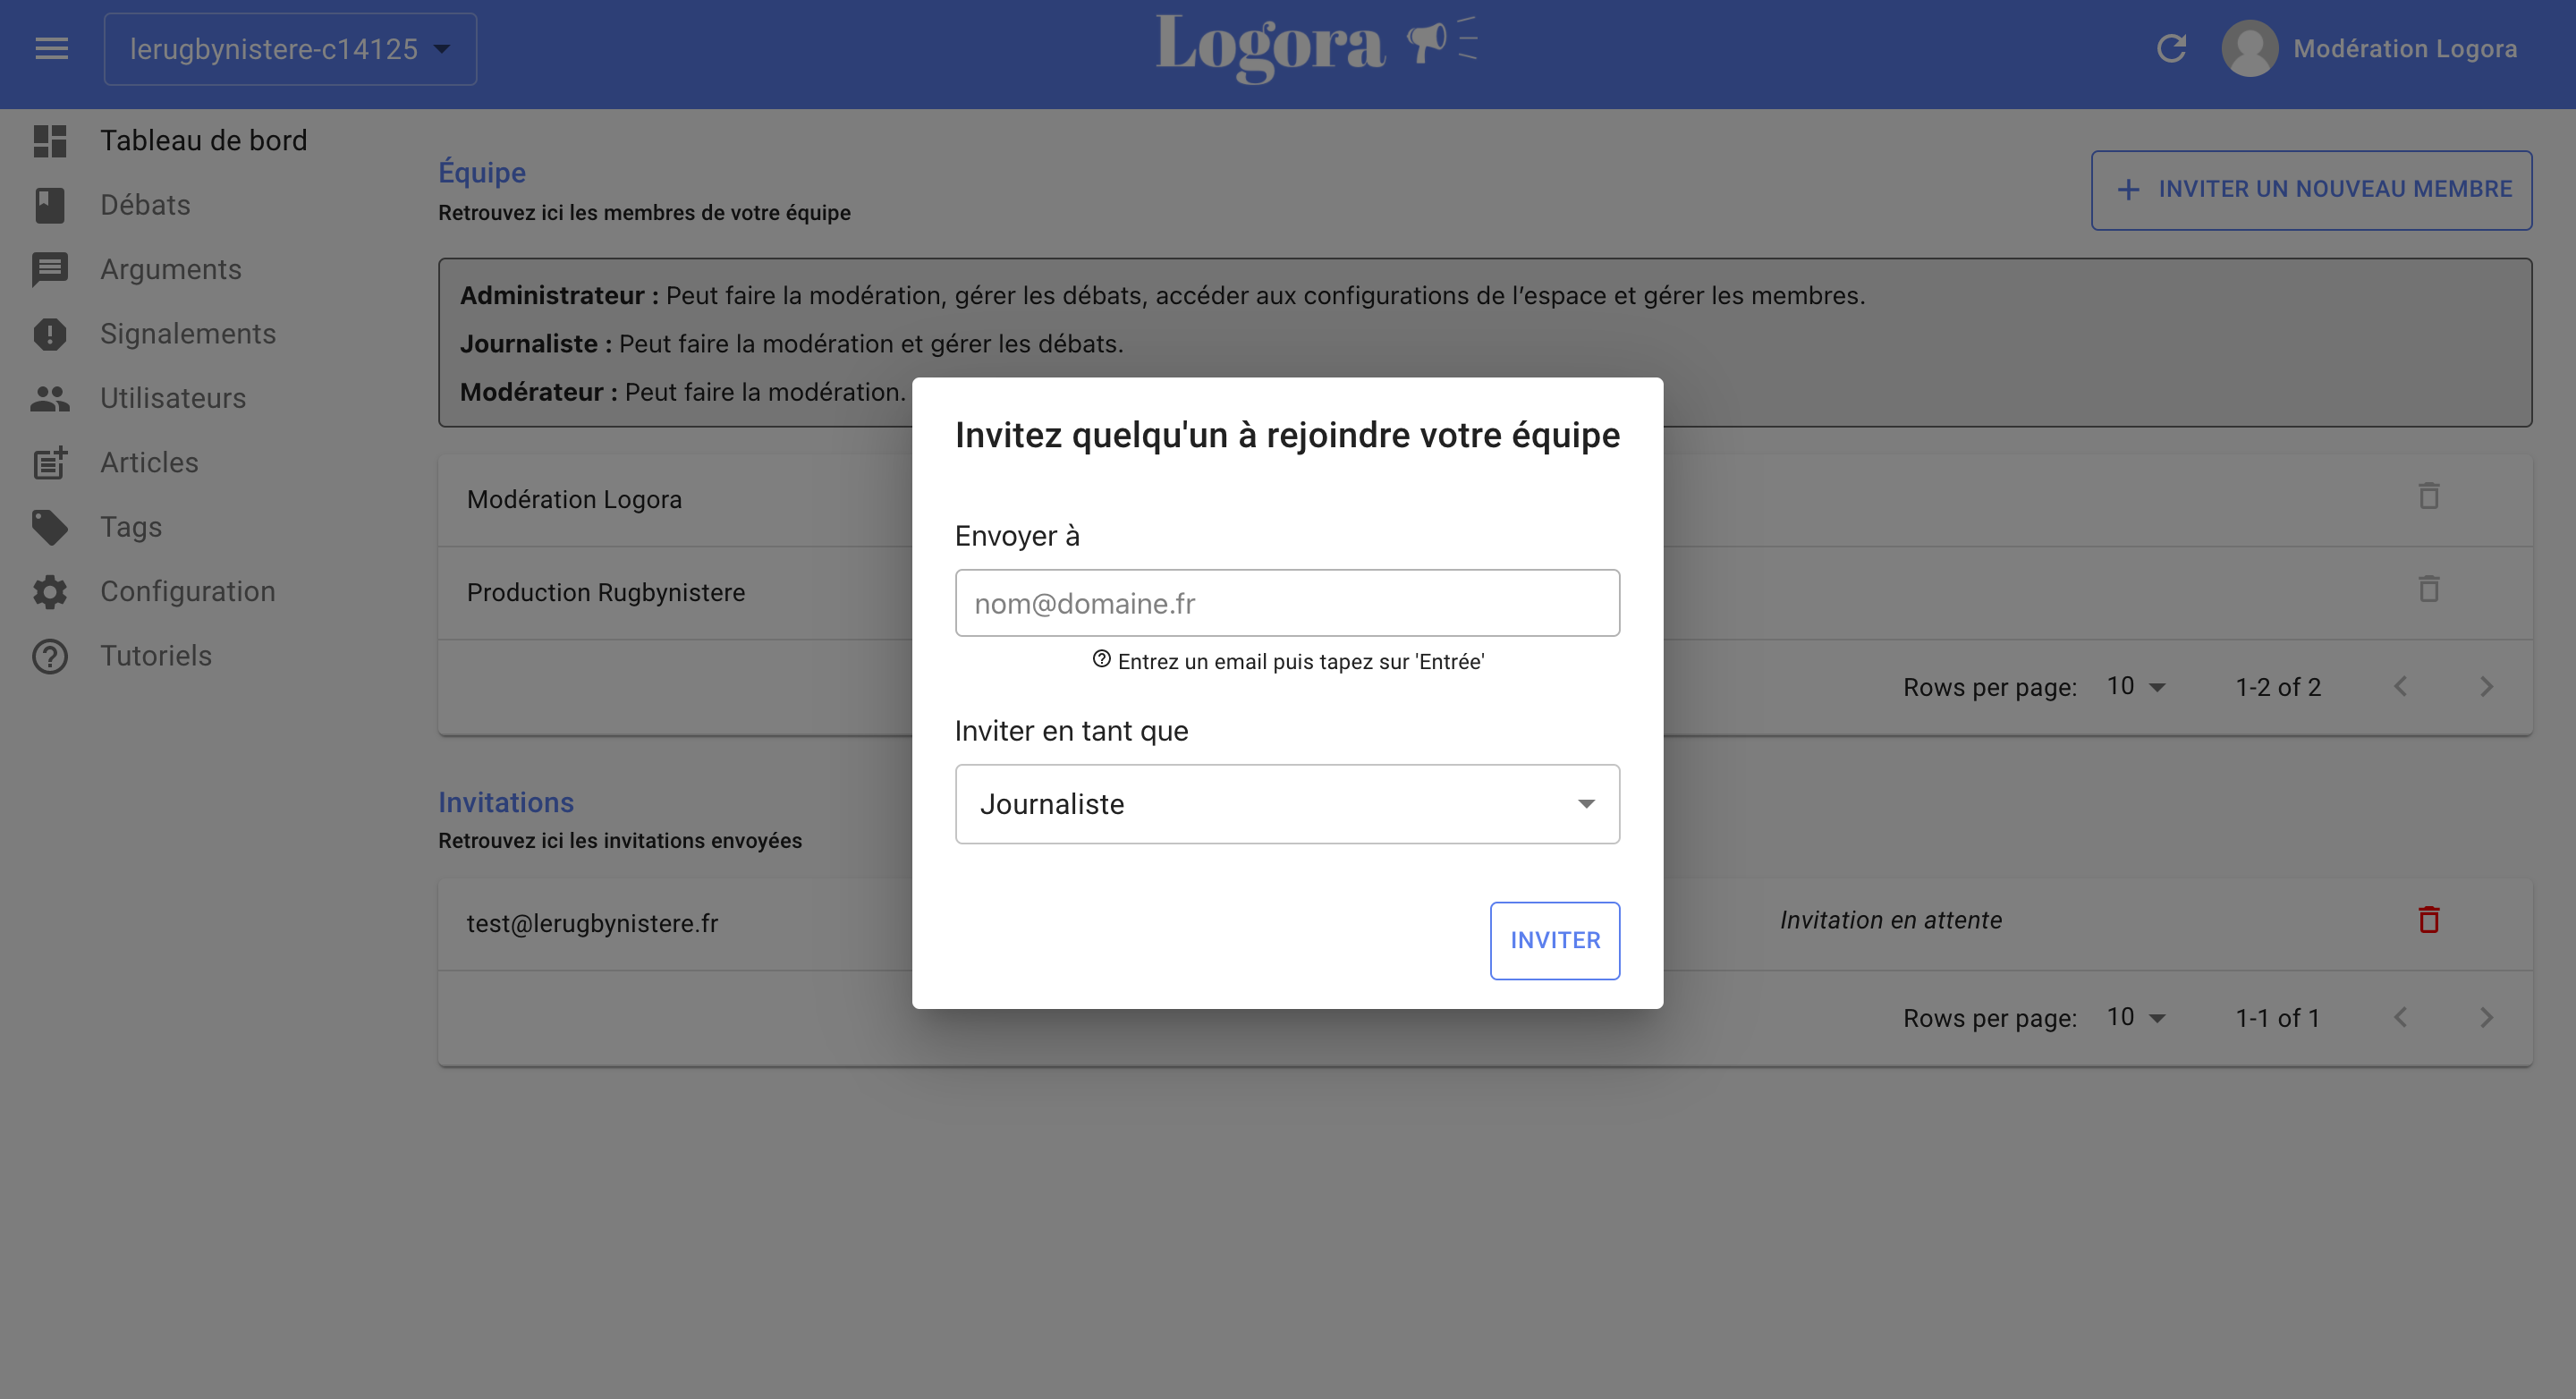 lerugbynistere-c14125
Logora
Modération Logora
Tableau de bord
Débats
Arguments
Signalements
Utilisateurs
Articles
Tags
Configuration
Tutoriels
Équipe
Retrouvez ici les membres de votre équipe
INVITER UN NOUVEAU MEMBRE
Administrateur : Peut faire la modération, gérer les débats, accéder aux configurations de l’espace et gérer les membres.
Journaliste : Peut faire la modération et gérer les débats.
Modérateur : Peut faire la modération.
Modération Logora
Production Rugbynistere
Rows per page: 10 1-2 of 2
Invitations
Retrouvez ici les invitations envoyées
test@lerugbynistere.fr
Invitation en attente
Rows per page: 10 1-1 of 1
Invitez quelqu'un à rejoindre votre équipe
Envoyer à
nom@domaine.fr
Entrez un email puis tapez sur 'Entrée'
Inviter en tant que
Journaliste
INVITER